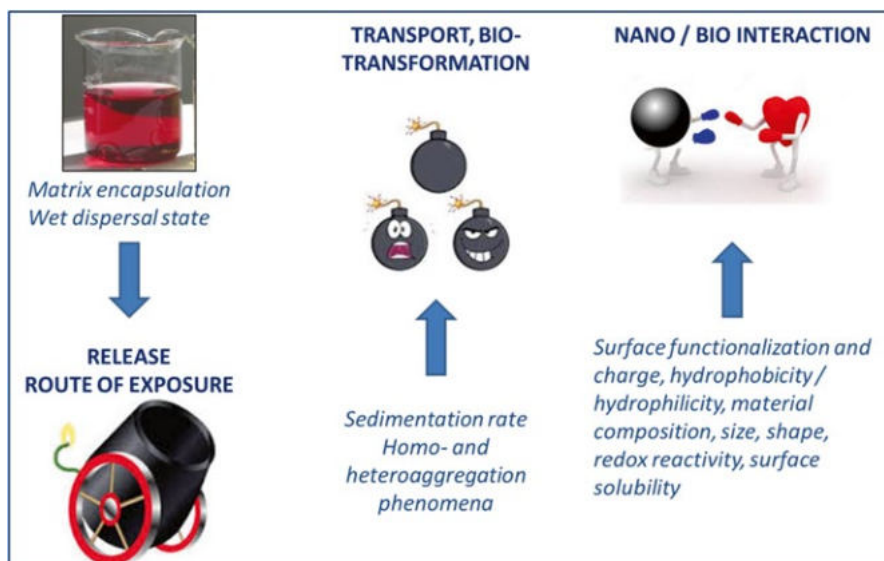 Matrix encapsulation
Wet dispersal state
RELEASE
ROUTE OF EXPOSURE
TRANSPORT, BIO-
TRANSFORMATION
Sedimentation rate
Homo- and
heteroaggregation
phenomena
NANO / BIO INTERACTION
Surface functionalization and
charge, hydrophobicity /
hydrophilicity, material
composition, size, shape,
redox reactivity, surface
solubility